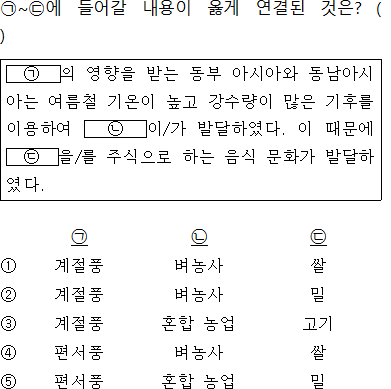 ㉠~㉢에 들어갈 내용이 옳게 연결된 것은? (
)
㉠의 영향을 받는 동부 아시아와 동남아시
아는 여름철 기온이 높고 강수량이 많은 기후를
이용하여 ㉡이/가 발달하였다. 이 때문에
㉢을/를 주식으로 하는 음식 문화가 발달하
였다.
㉠ ㉡ ㉢
① 계절풍 벼농사 쌀
② 계절풍 벼농사 밀
③ 계절풍 혼합 농업 고기
④ 편서풍 벼농사 쌀
⑤ 편서풍 혼합 농업 밀